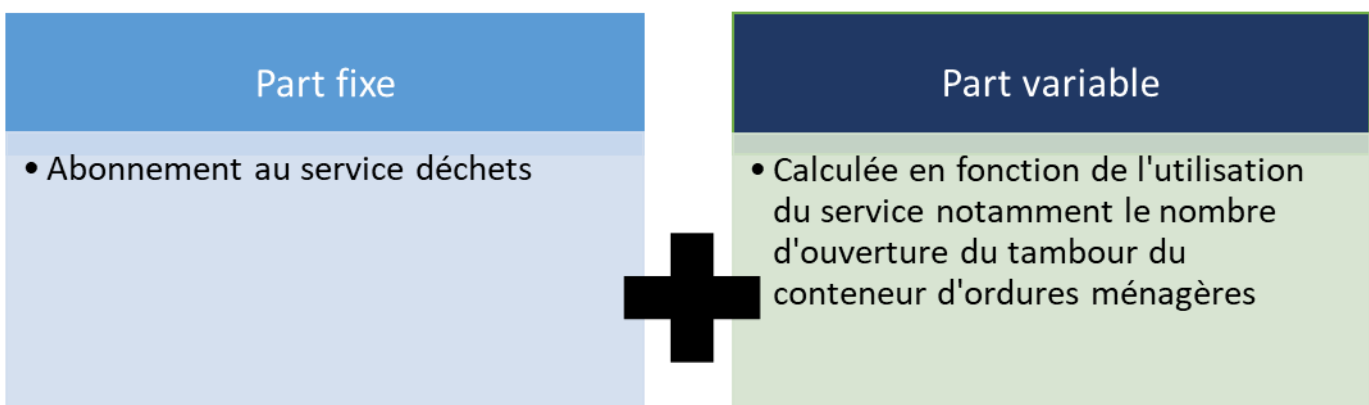 Part fixe
• Abonnement au service déchets
Part variable
• Calculée en fonction de l'utilisation
du service notamment le nombre
d'ouverture du tambour du
conteneur d'ordures ménagères